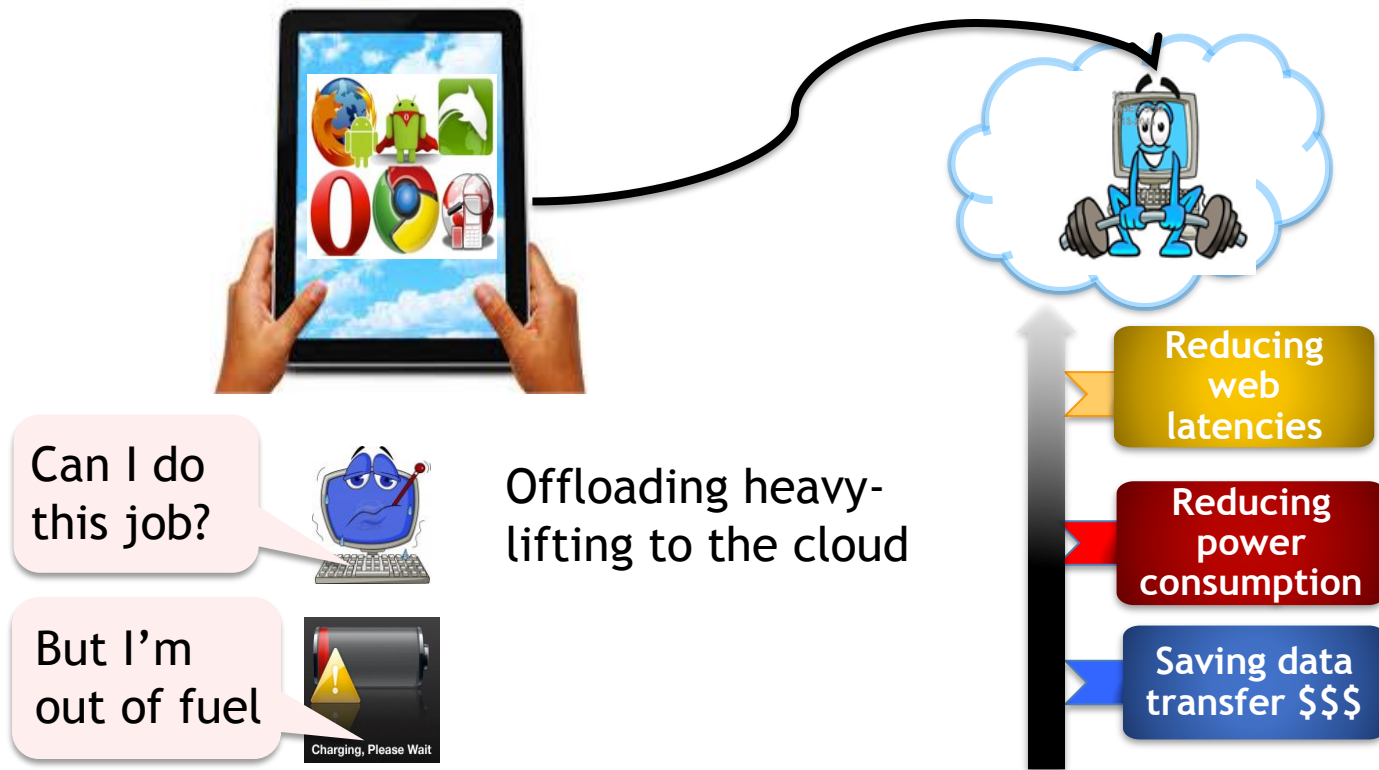 Can I do
this job?
But I’m
out of fuel
Charging, Please Wait
Offloading heavy-
lifting to the cloud
Reducing
web
latencies
Reducing
power
consumption
Saving data
transfer $$$